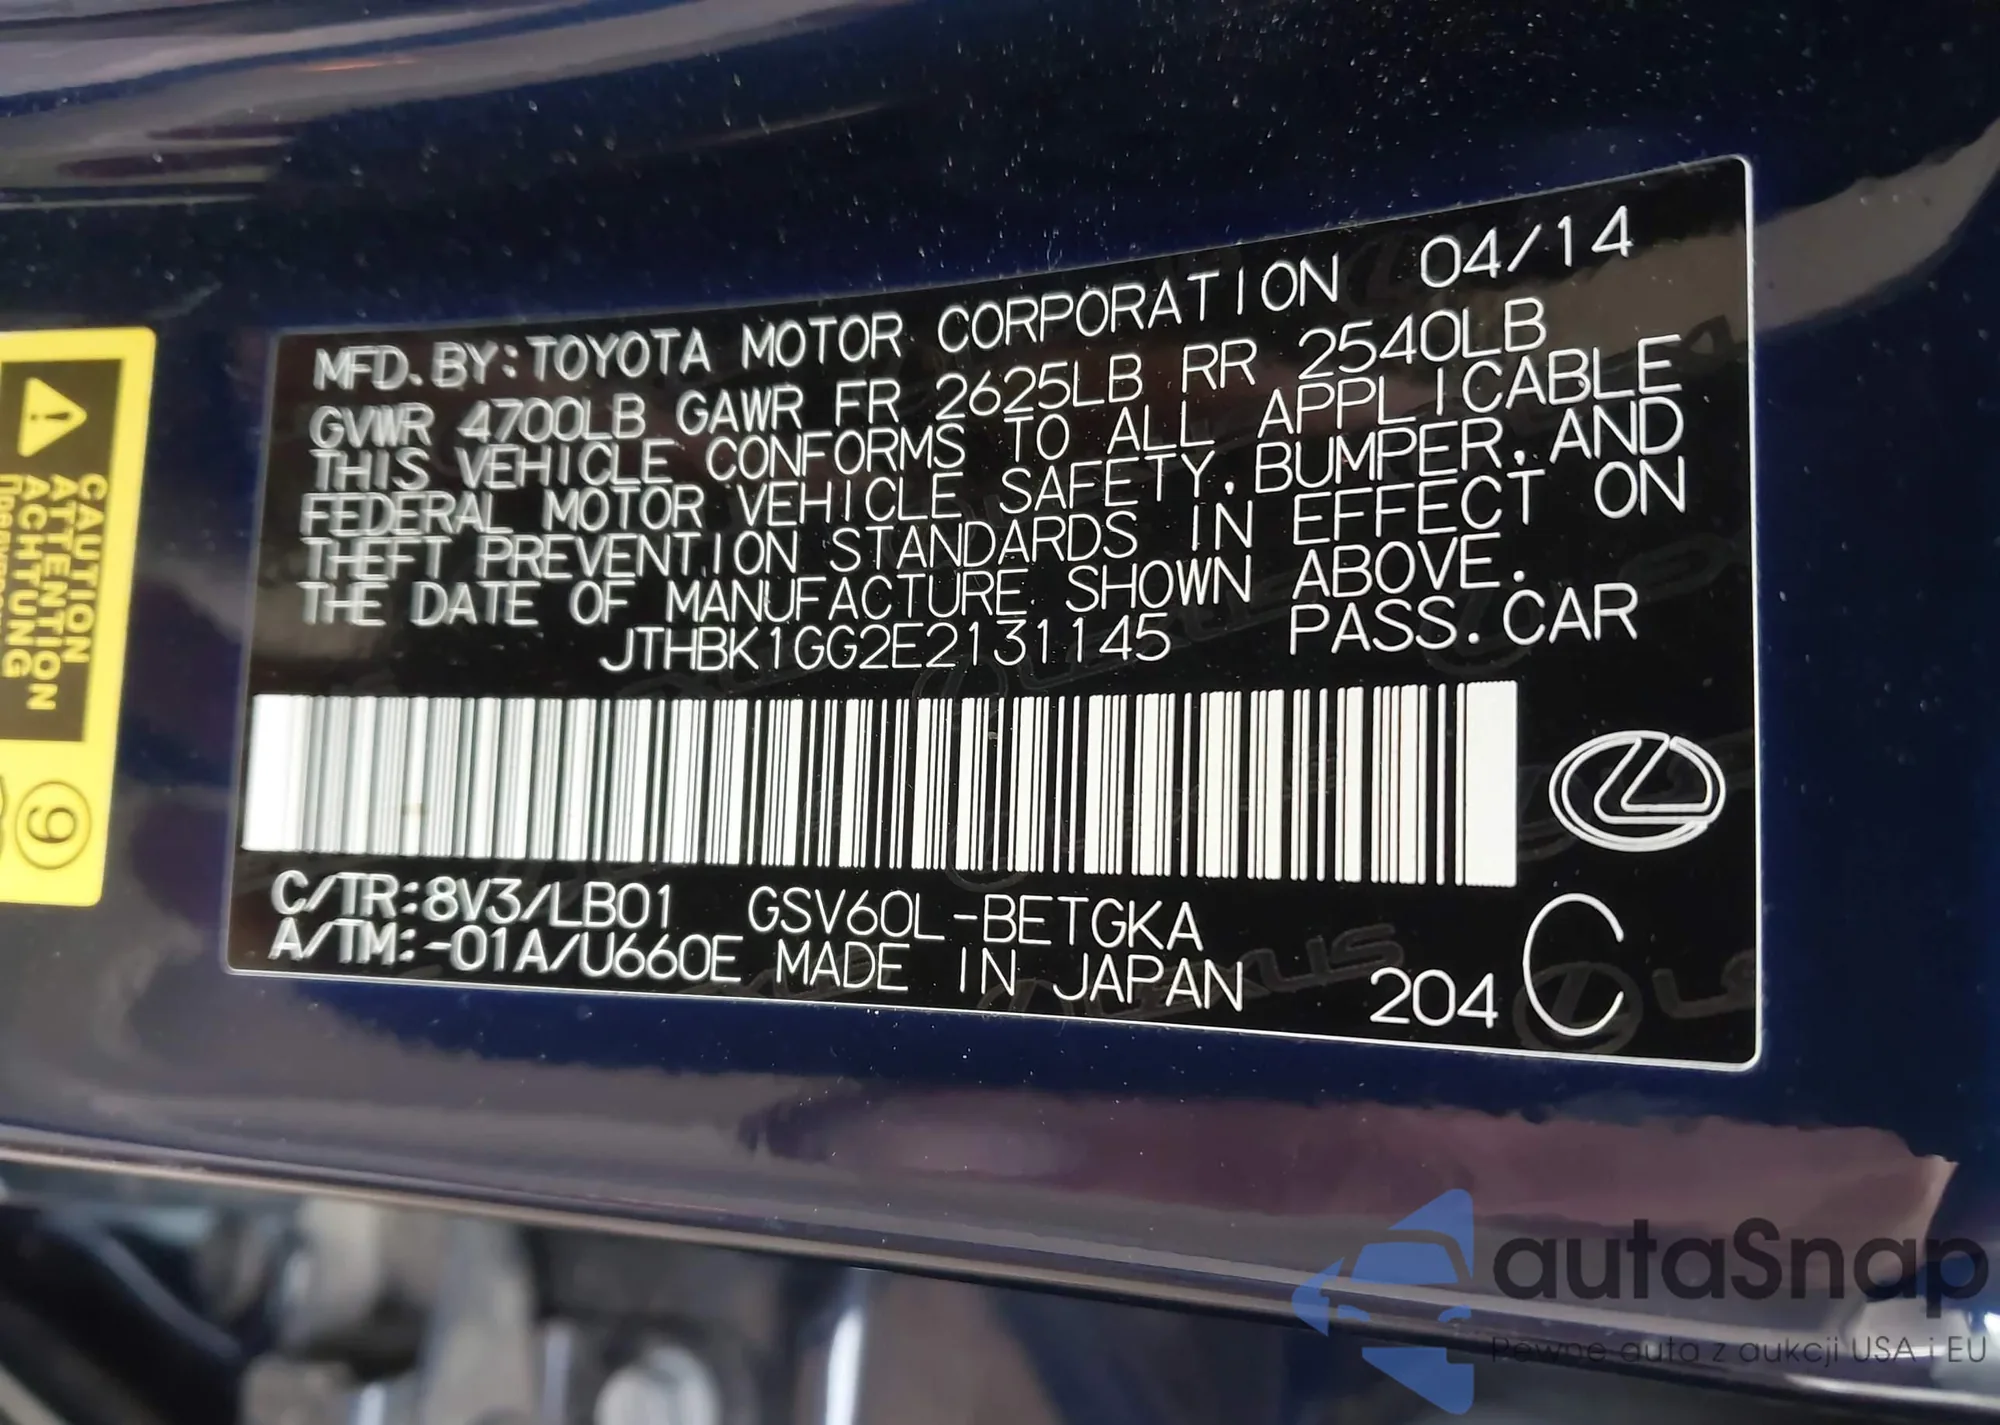 MFD. BY: TOYOTA MOTOR CORPORATION 04/14
GVWR 4700LB GAWR FR 2625LB RR 2540LB
THIS VEHICLE CONFORMS TO ALL APPLICABLE
FEDERAL MOTOR VEHICLE SAFETY, BUMPER, AND
THEFT PREVENTION STANDARDS IN EFFECT ON
THE DATE OF MANUFACTURE SHOWN ABOVE.
JTHBK1GG2E2131145 PASS. CAR
C/TR:8V3/LB01 GSV60L-BETGKA
A/TM:-01A/U660E MADE IN JAPAN 204 C
CAUTION
ATTENTION
ACHTUNG
9
autaSnap
Pewne auta z aukcji USA i EU